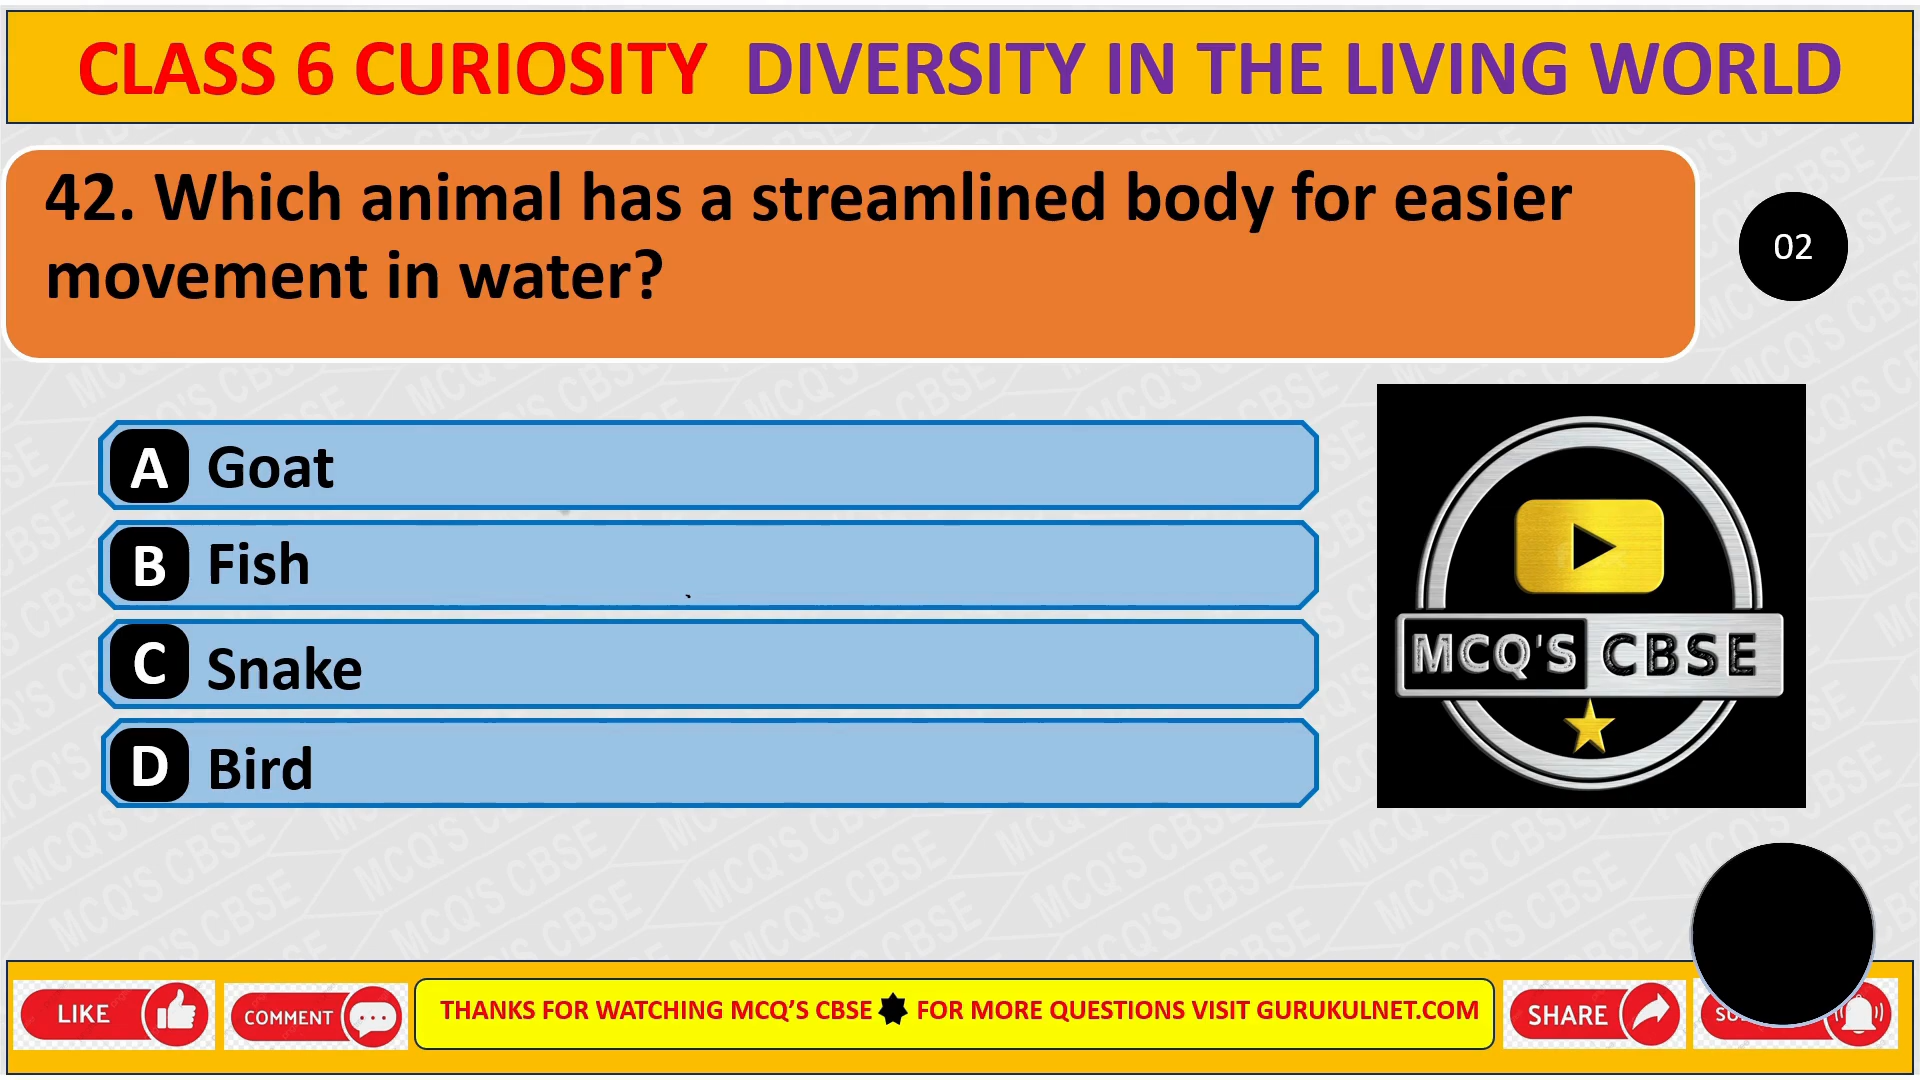 CLASS 6 CURIOSITY DIVERSITY IN THE LIVING WORLD
42. Which animal has a streamlined body for easier
movement in water?
02
A Goat
B Fish
C Snake
D Bird
MCQ'S CBSE
LIKE
COMMENT
THANKS FOR WATCHING MCQ’S CBSE FOR MORE QUESTIONS VISIT GURUKULNET.COM
SHARE